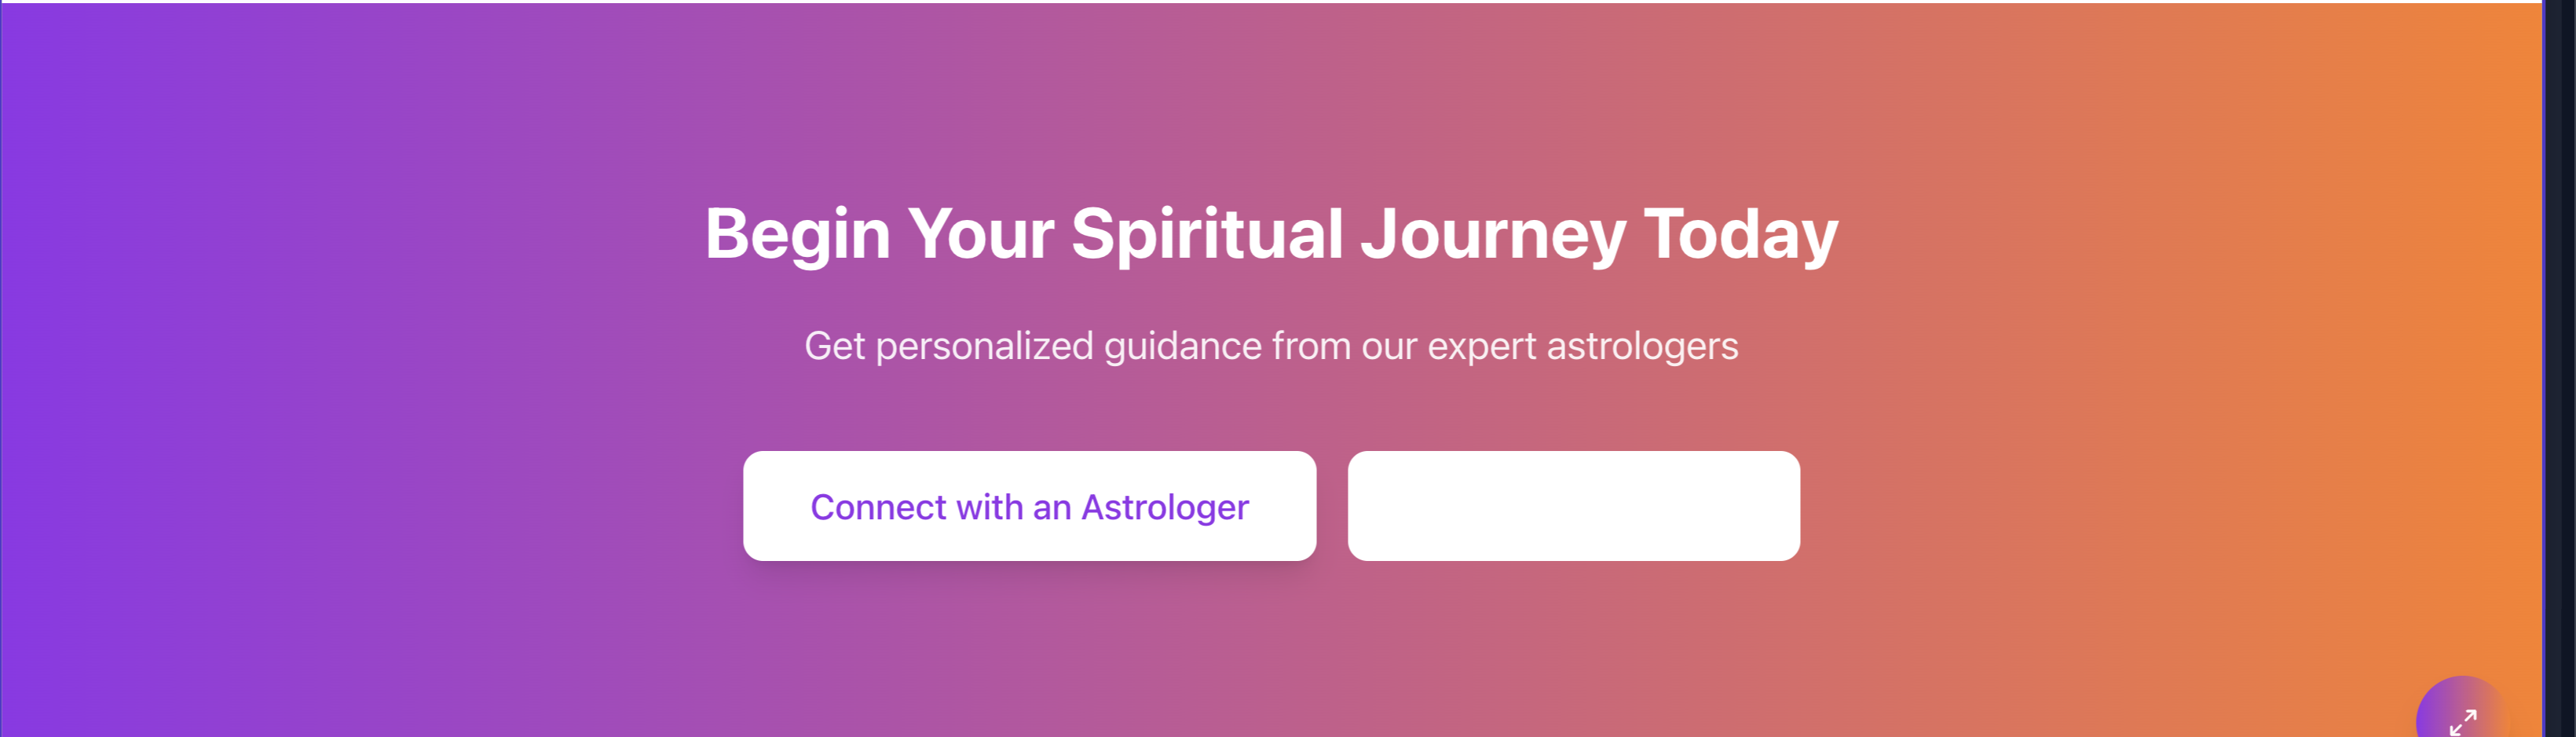 Begin Your Spiritual Journey Today
Get personalized guidance from our expert astrologers
Connect with an Astrologer